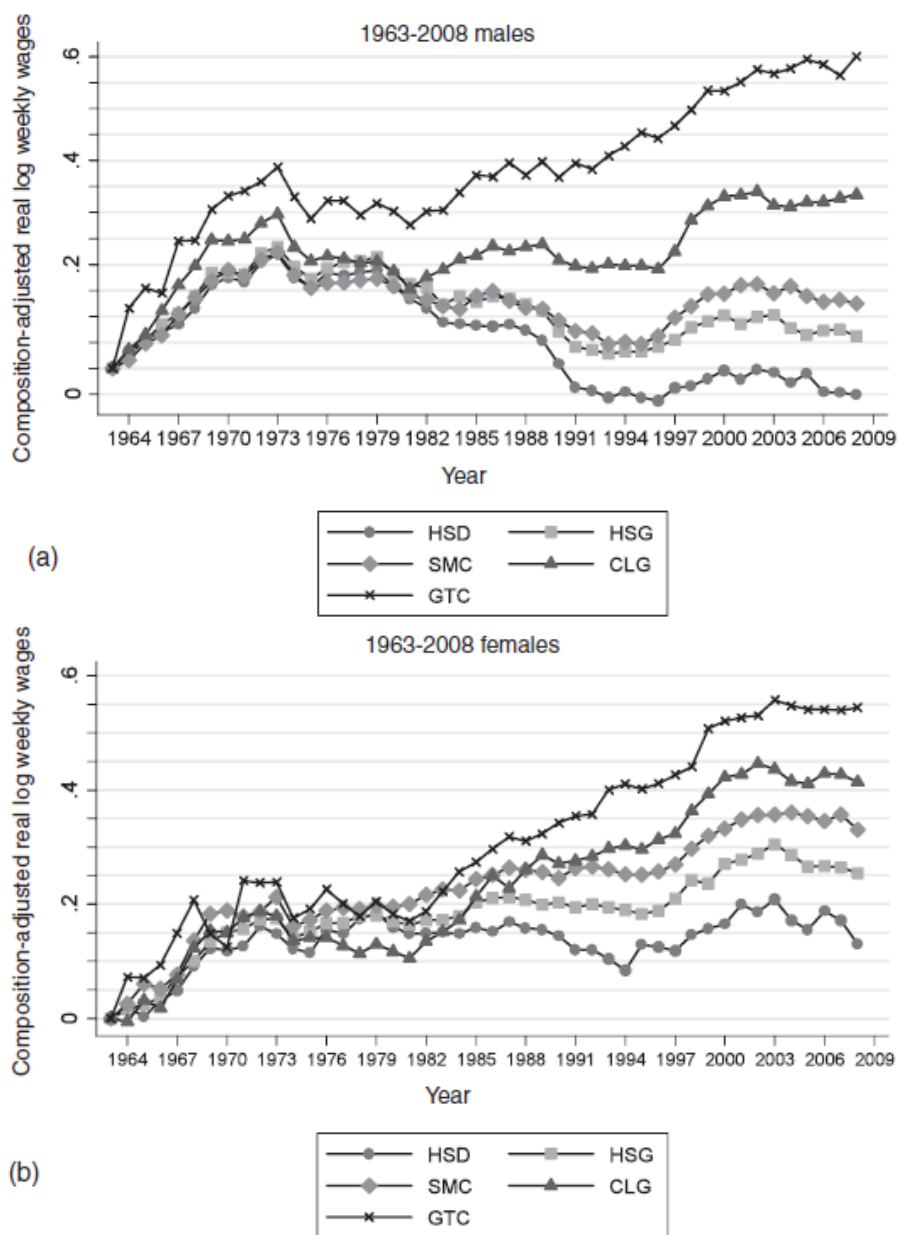 1963-2008 males
Composition-adjusted real log weekly wages
.6
.4
.2
0
1964 1967 1970 1973 1976 1979 1982 1985 1988 1991 1994 1997 2000 2003 2006 2009
Year
HSD HSG
SMC CLG
GTC
(a)
1963-2008 females
Composition-adjusted real log weekly wages
.6
.4
.2
0
1964 1967 1970 1973 1976 1979 1982 1985 1988 1991 1994 1997 2000 2003 2006 2009
Year
HSD HSG
SMC CLG
GTC
(b)